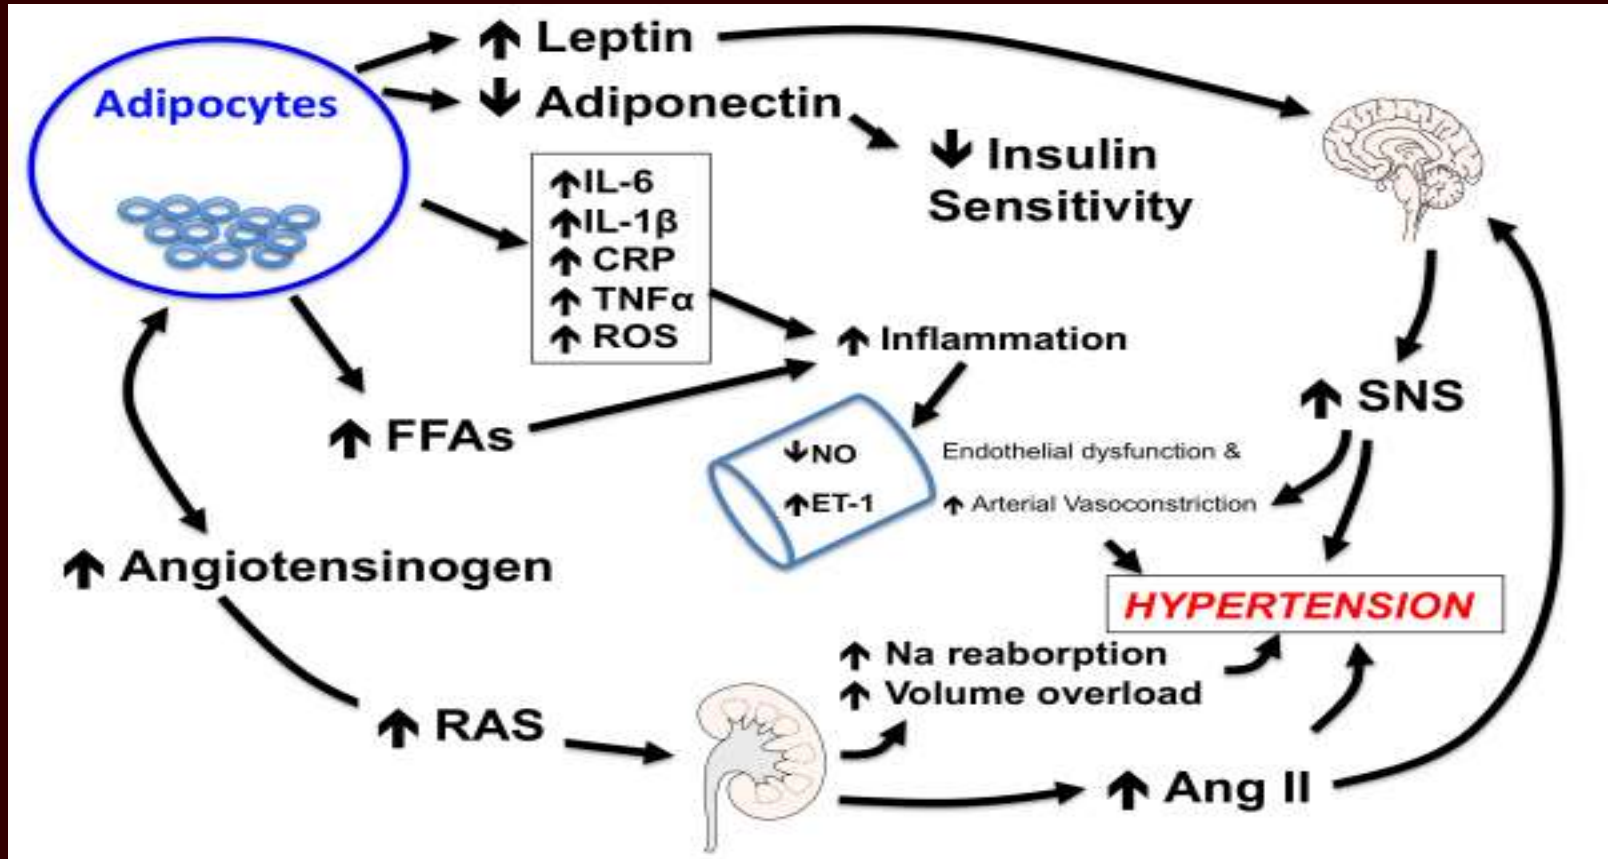 Adipocytes
↑ Leptin
↓ Adiponectin
↓ Insulin
Sensitivity
↑IL-6
↑IL-1β
↑ CRP
↑ TNFα
↑ ROS
↑ Inflammation
↑ FFAs
↑ SNS
↓NO
↑ET-1
Endothelial dysfunction &
↑ Arterial Vasoconstriction
↑ Angiotensinogen
HYPERTENSION
↑ Na reaborption
↑ Volume overload
↑ RAS
↑ Ang II